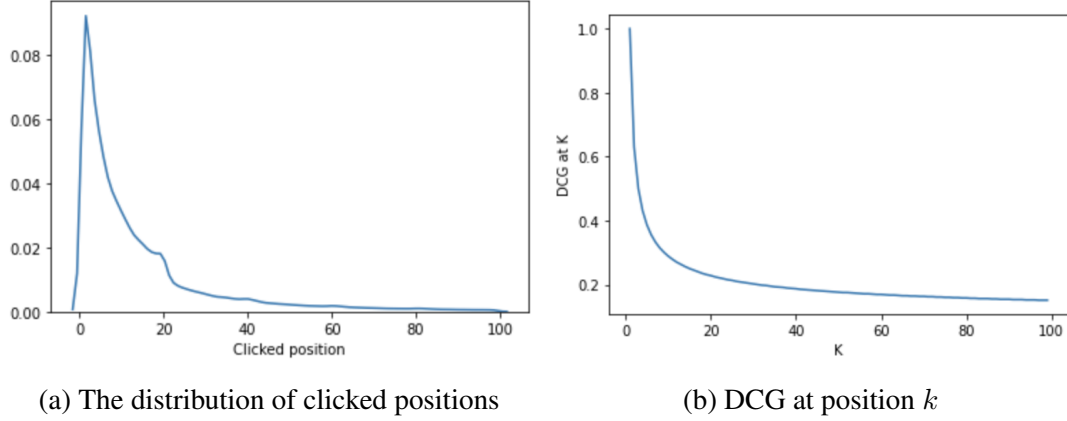 0.08
0.06
0.04
0.02
0.00
0 20 40 60 80 100
Clicked position
(a) The distribution of clicked positions
1.0
0.8
0.6
0.4
0.2
DCG at K
0 20 40 60 80 100
K
(b) DCG at position k